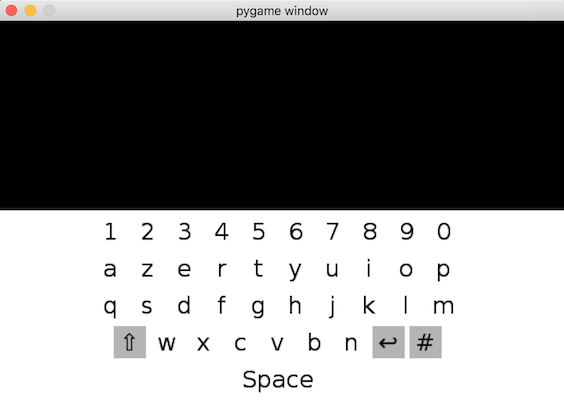 pygame window
1 2 3 4 5 6 7 8 9 0
a z e r t y u i o p
q s d f g h j k l m
⇧ w x c v b n ↩ #
Space